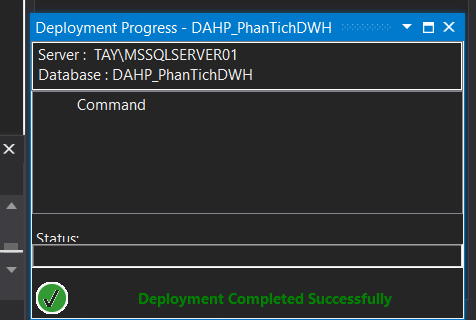 Deployment Progress - DAHP_PhanTichDWH
Server : TAY\MSSQLSERVER01
Database : DAHP_PhanTichDWH
Command
Status:
Deployment Completed Successfully